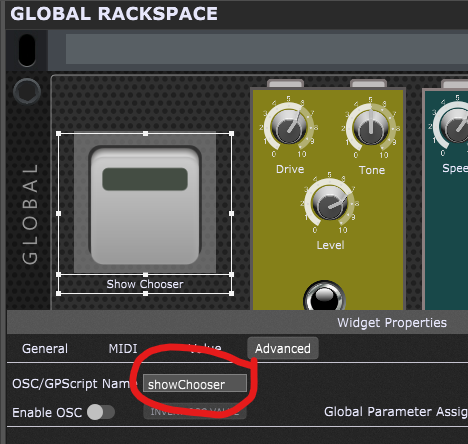 GLOBAL RACKSPACE
GLOBAL
Show Chooser
0 1 2 3 4 5 6 7 8 9 10
Drive
0 1 2 3 4 5 6 7 8 9 10
Tone
0 1 2 3 4 5 6 7 8 9 10
Level
Spee
Widget Properties
General MIDI Value Advanced
OSC/GPScript Name showChooser
Enable OSC INVERT OSC VALUE Global Parameter Assig